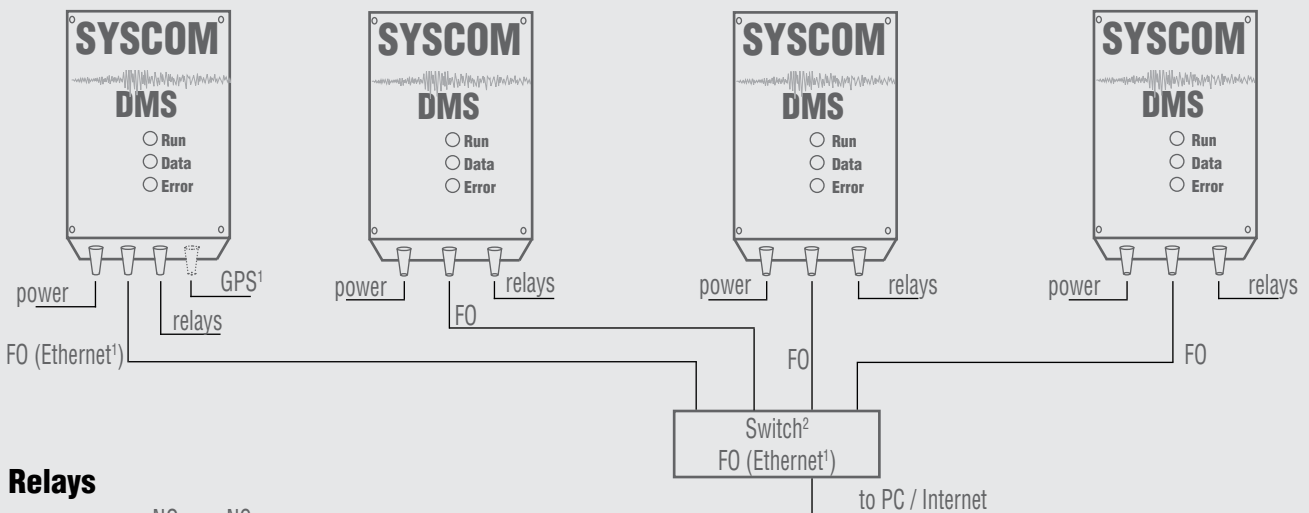 SYSCOM SYSCOM SYSCOM SYSCOM
DMS DMS DMS DMS
Run Run Run Run
Data Data Data Data
Error Error Error Error
power GPS¹ power relays power relays power relays
relays FO
FO (Ethernet¹) FO FO
Switch²
FO (Ethernet¹)
Relays
to PC / Internet